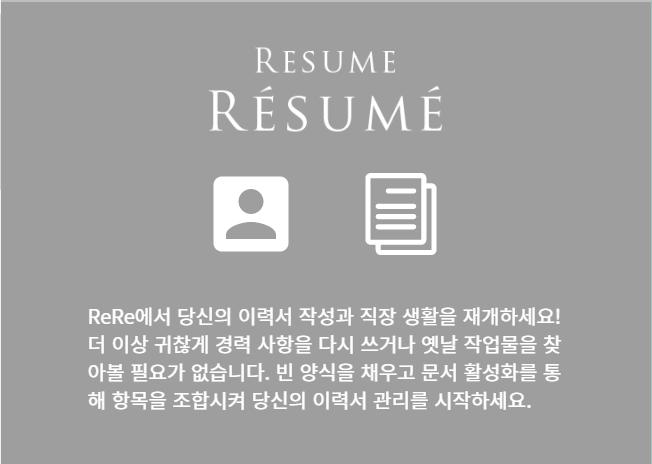 RESUME
RÉSUMÉ
ReRe에서 당신의 이력서 작성과 직장 생활을 재개하세요!
더 이상 귀찮게 경력 사항을 다시 쓰거나 옛날 작업물을 찾
아볼 필요가 없습니다. 빈 양식을 채우고 문서 활성화를 통
해 항목을 조합시켜 당신의 이력서 관리를 시작하세요.